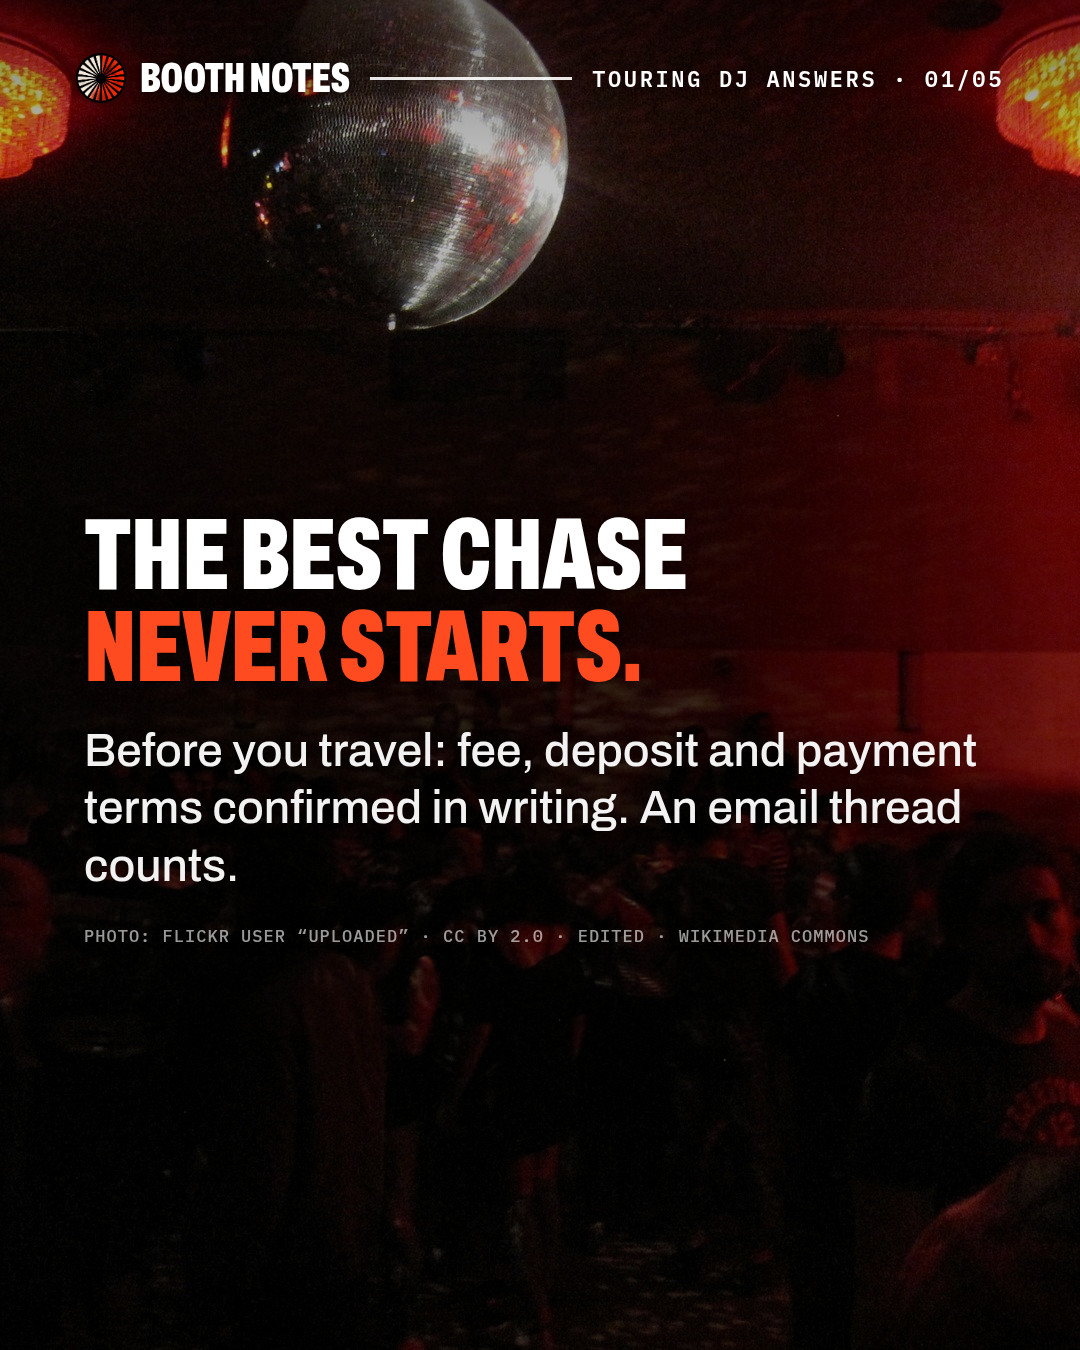 BOOTH NOTES
TOURING DJ ANSWERS · 01/05
THE BEST CHASE
NEVER STARTS.
Before you travel: fee, deposit and payment
terms confirmed in writing. An email thread
counts.
PHOTO: FLICKR USER “UPLOADED” · CC BY 2.0 · EDITED · WIKIMEDIA COMMONS